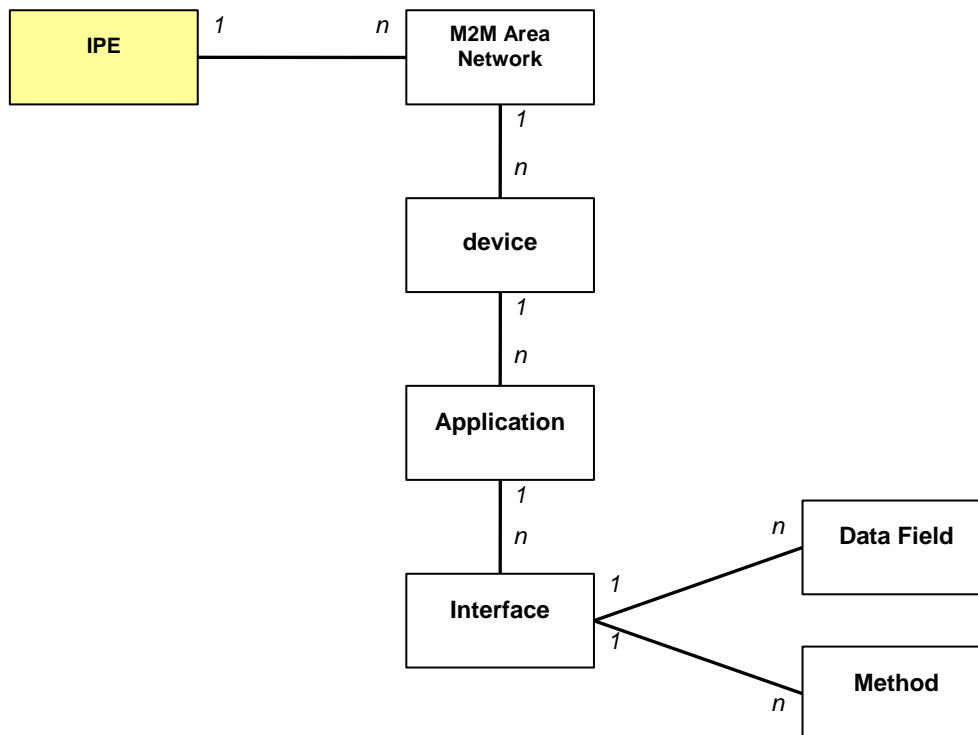 IPE
1
n
M2M Area
Network
1
n
device
1
n
Application
1
n
Interface
1
n
Data Field
1
n
Method